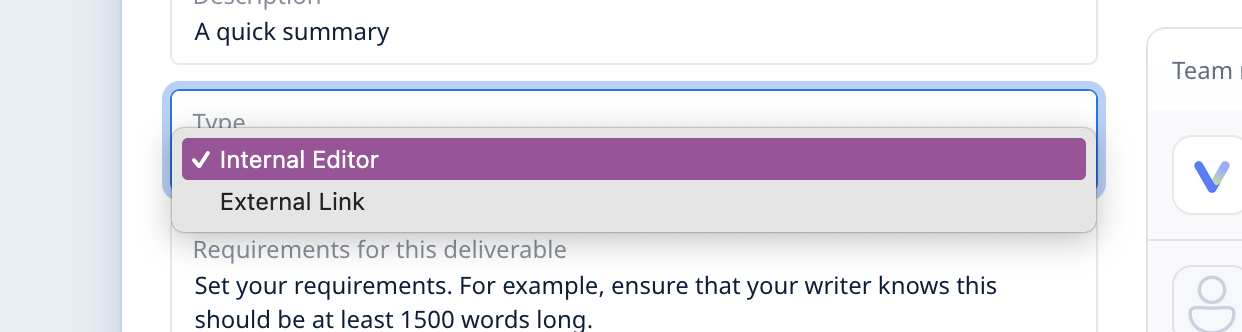 Description
A quick summary
Team
Type
✓ Internal Editor
External Link
Requirements for this deliverable
Set your requirements. For example, ensure that your writer knows this
should be at least 1500 words long.